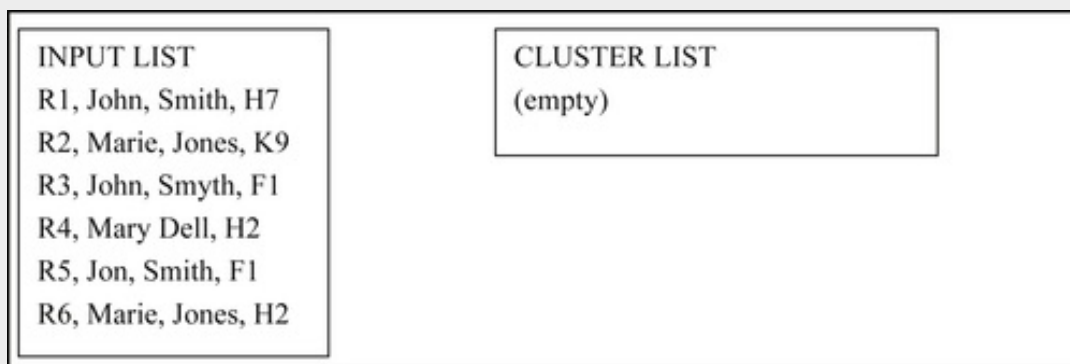 INPUT LIST
R1, John, Smith, H7
R2, Marie, Jones, K9
R3, John, Smyth, F1
R4, Mary Dell, H2
R5, Jon, Smith, F1
R6, Marie, Jones, H2
CLUSTER LIST
(empty)